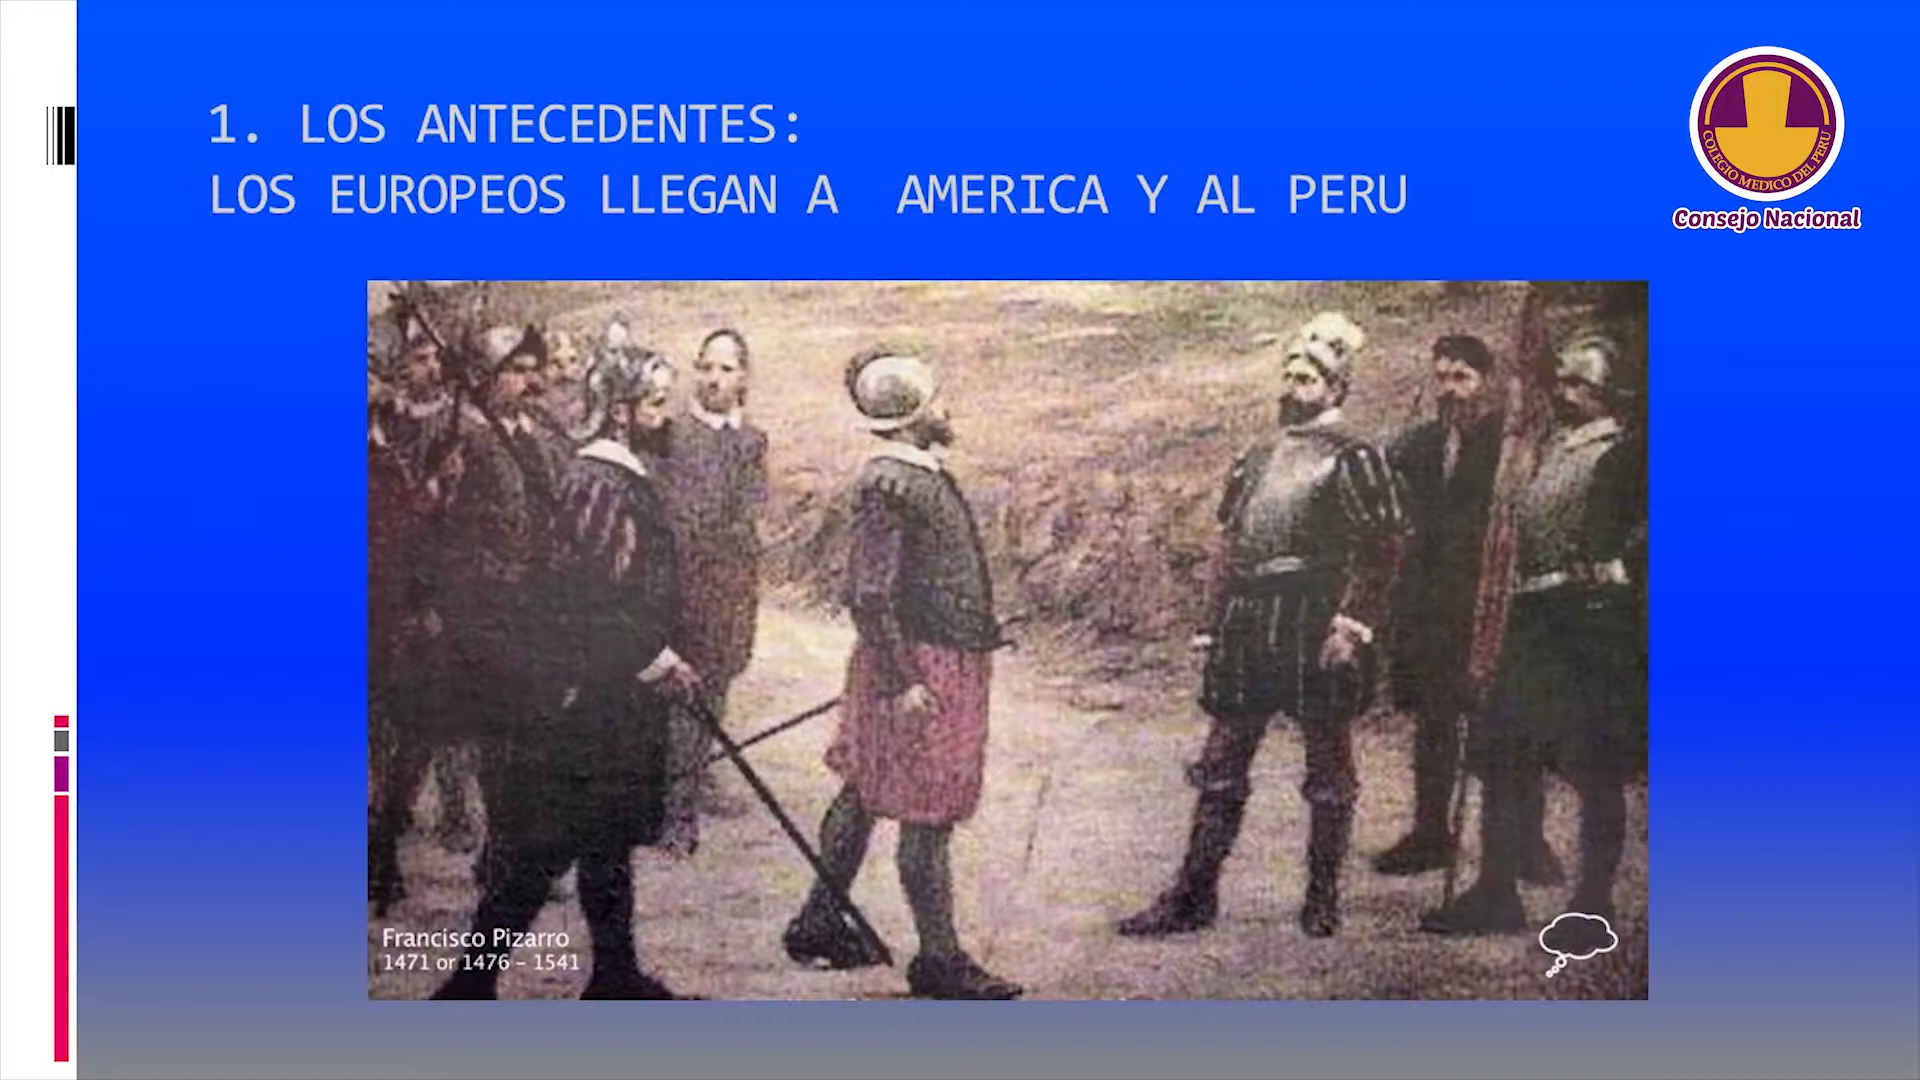 1. LOS ANTECEDENTES:
LOS EUROPEOS LLEGAN A AMERICA Y AL PERU
COLEGIO MEDICO DEL PERU
Consejo Nacional
Francisco Pizarro
1471 or 1476 – 1541